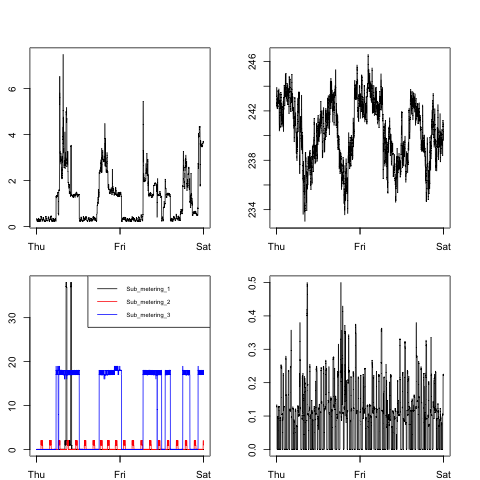 6
4
2
0
Thu Fri Sat
246
242
238
234
Thu Fri Sat
30
20
10
0
Sub_metering_1
Sub_metering_2
Sub_metering_3
Thu Fri Sat
0.5
0.4
0.3
0.2
0.1
0.0
Thu Fri Sat